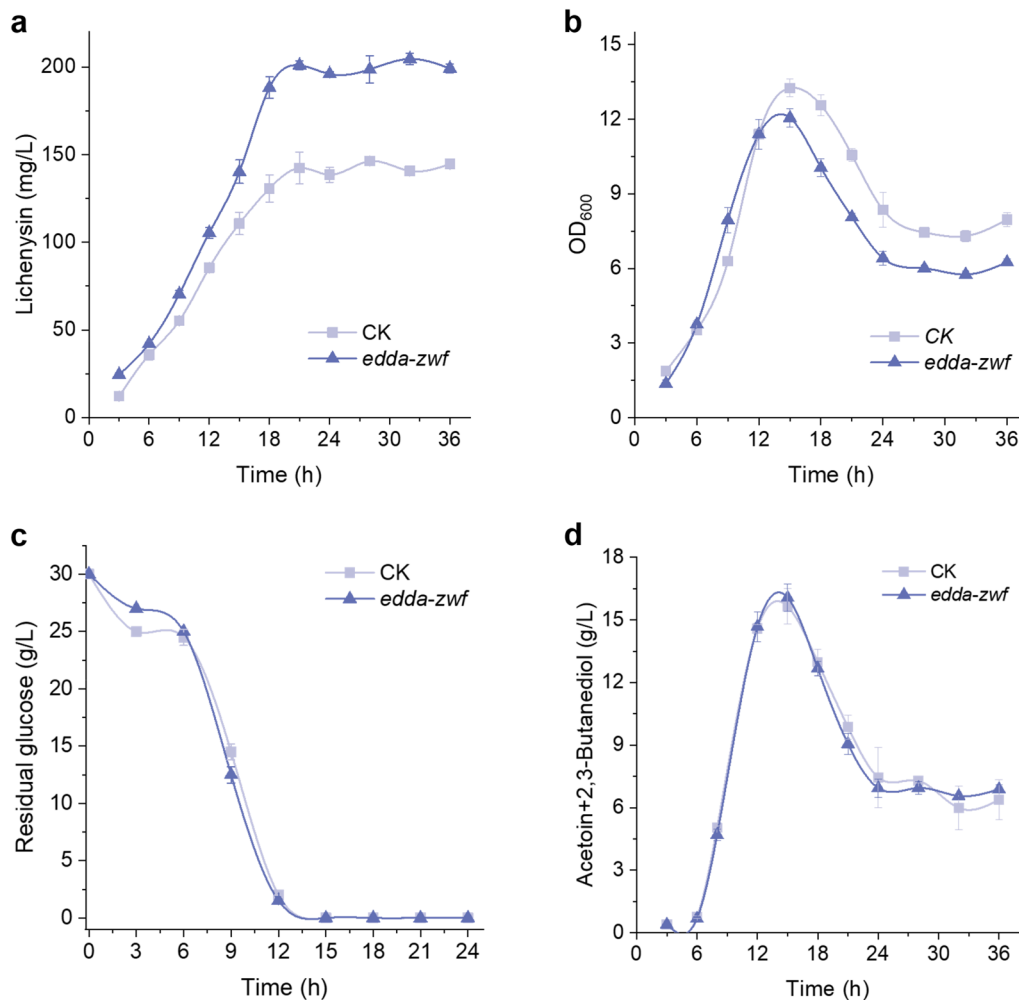 a
Lichenysin (mg/L)
200
150
100
50
0
CK
edda-zwf
0 6 12 18 24 30 36
Time (h)
b
OD600
15
12
9
6
3
0
CK
edda-zwf
0 6 12 18 24 30 36
Time (h)
c
Residual glucose (g/L)
30
25
20
15
10
5
0
CK
edda-zwf
0 3 6 9 12 15 18 21 24
Time (h)
d
Acetoin+2,3-Butanediol (g/L)
18
15
12
9
6
3
0
CK
edda-zwf
0 6 12 18 24 30 36
Time (h)